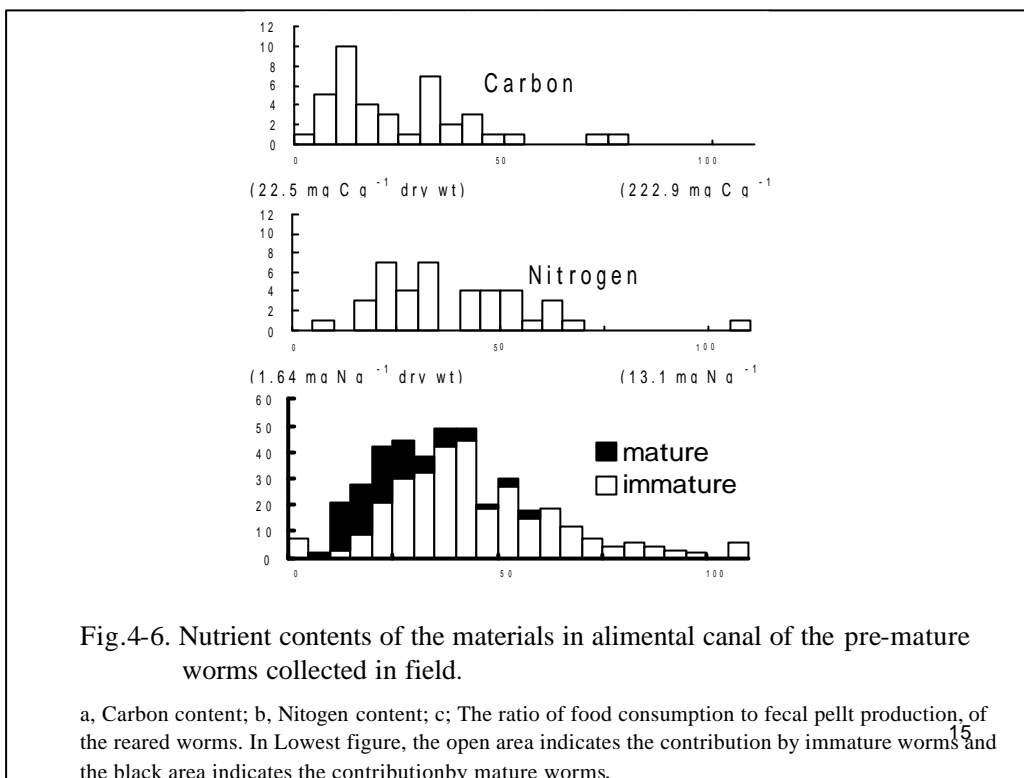 12
10
8
6
4
2
0
Carbon
0 50 100
(22.5 mg C g -1 dry wt) (222.9 mg C g -1
12
10
8
6
4
2
0
Nitrogen
0 50 100
(1.64 mg N g -1 dry wt) (13.1 mg N g -1
60
50
40
30
20
10
0
mature
immature
0 50 100
Fig.4-6. Nutrient contents of the materials in alimental canal of the pre-mature
worms collected in field.
a, Carbon content; b, Nitogen content; c; The ratio of food consumption to fecal pellt production, of
the reared worms. In Lowest figure, the open area indicates the contribution by immature worms and
15
the black area indicates the contributionby mature worms.